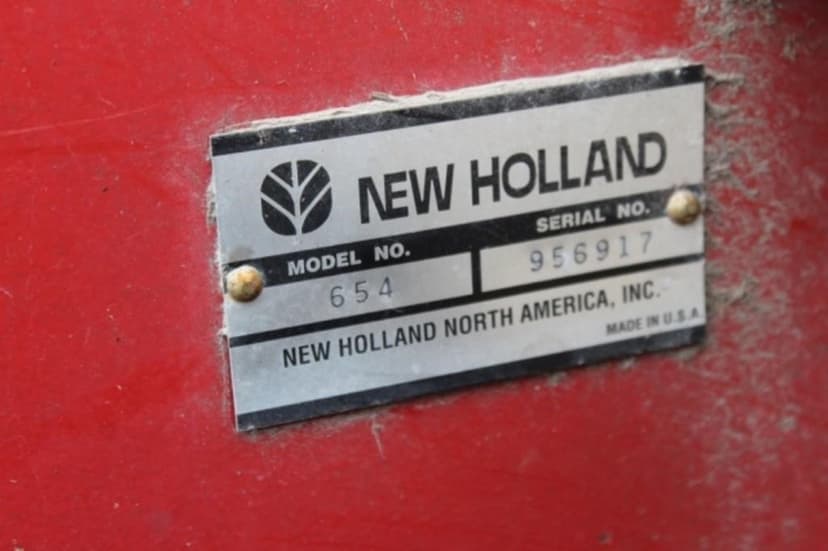 NEW HOLLAND
MODEL NO. SERIAL NO.
654 956917
NEW HOLLAND NORTH AMERICA, INC.
MADE IN U.S.A.